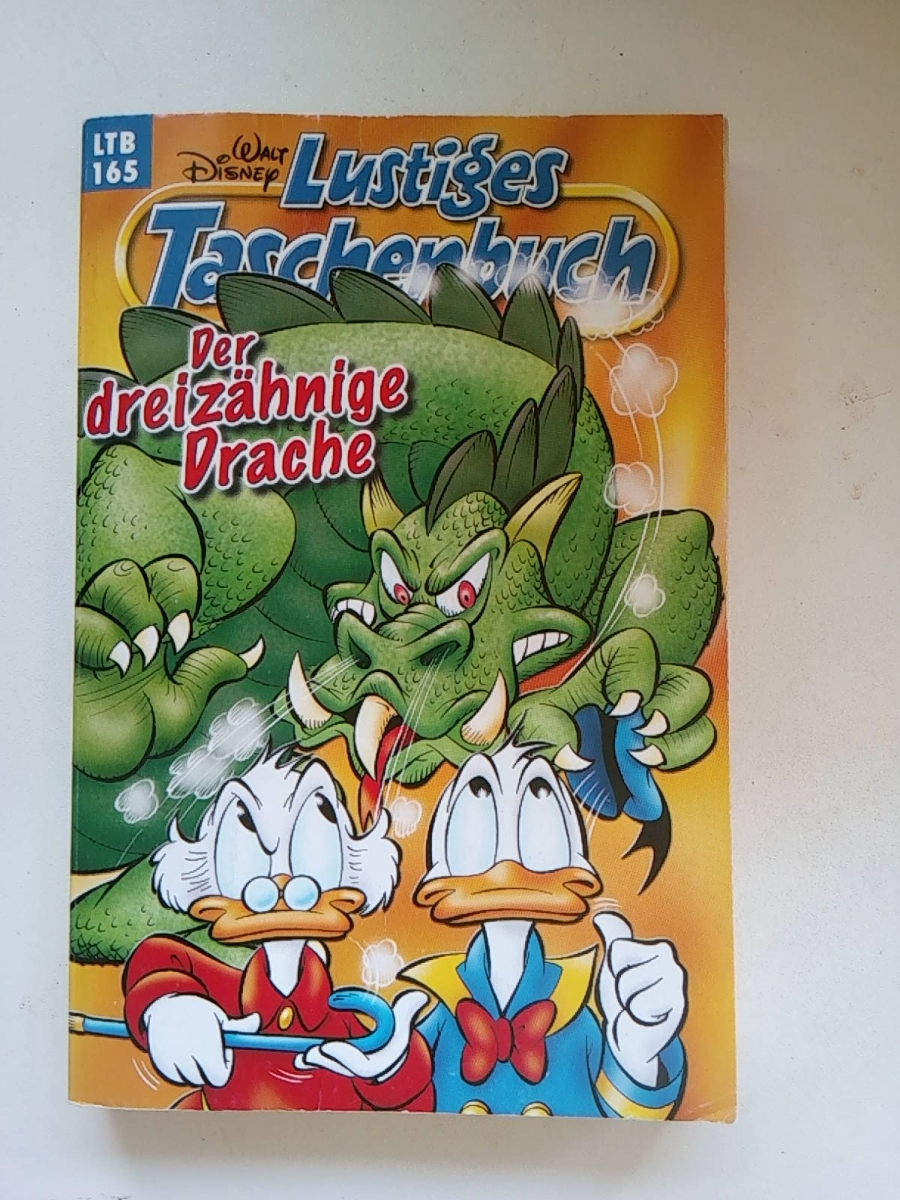 LTB
165
WALT
DISNEY
Lustiges
Taschenbuch
Der
dreizähnige
Drache